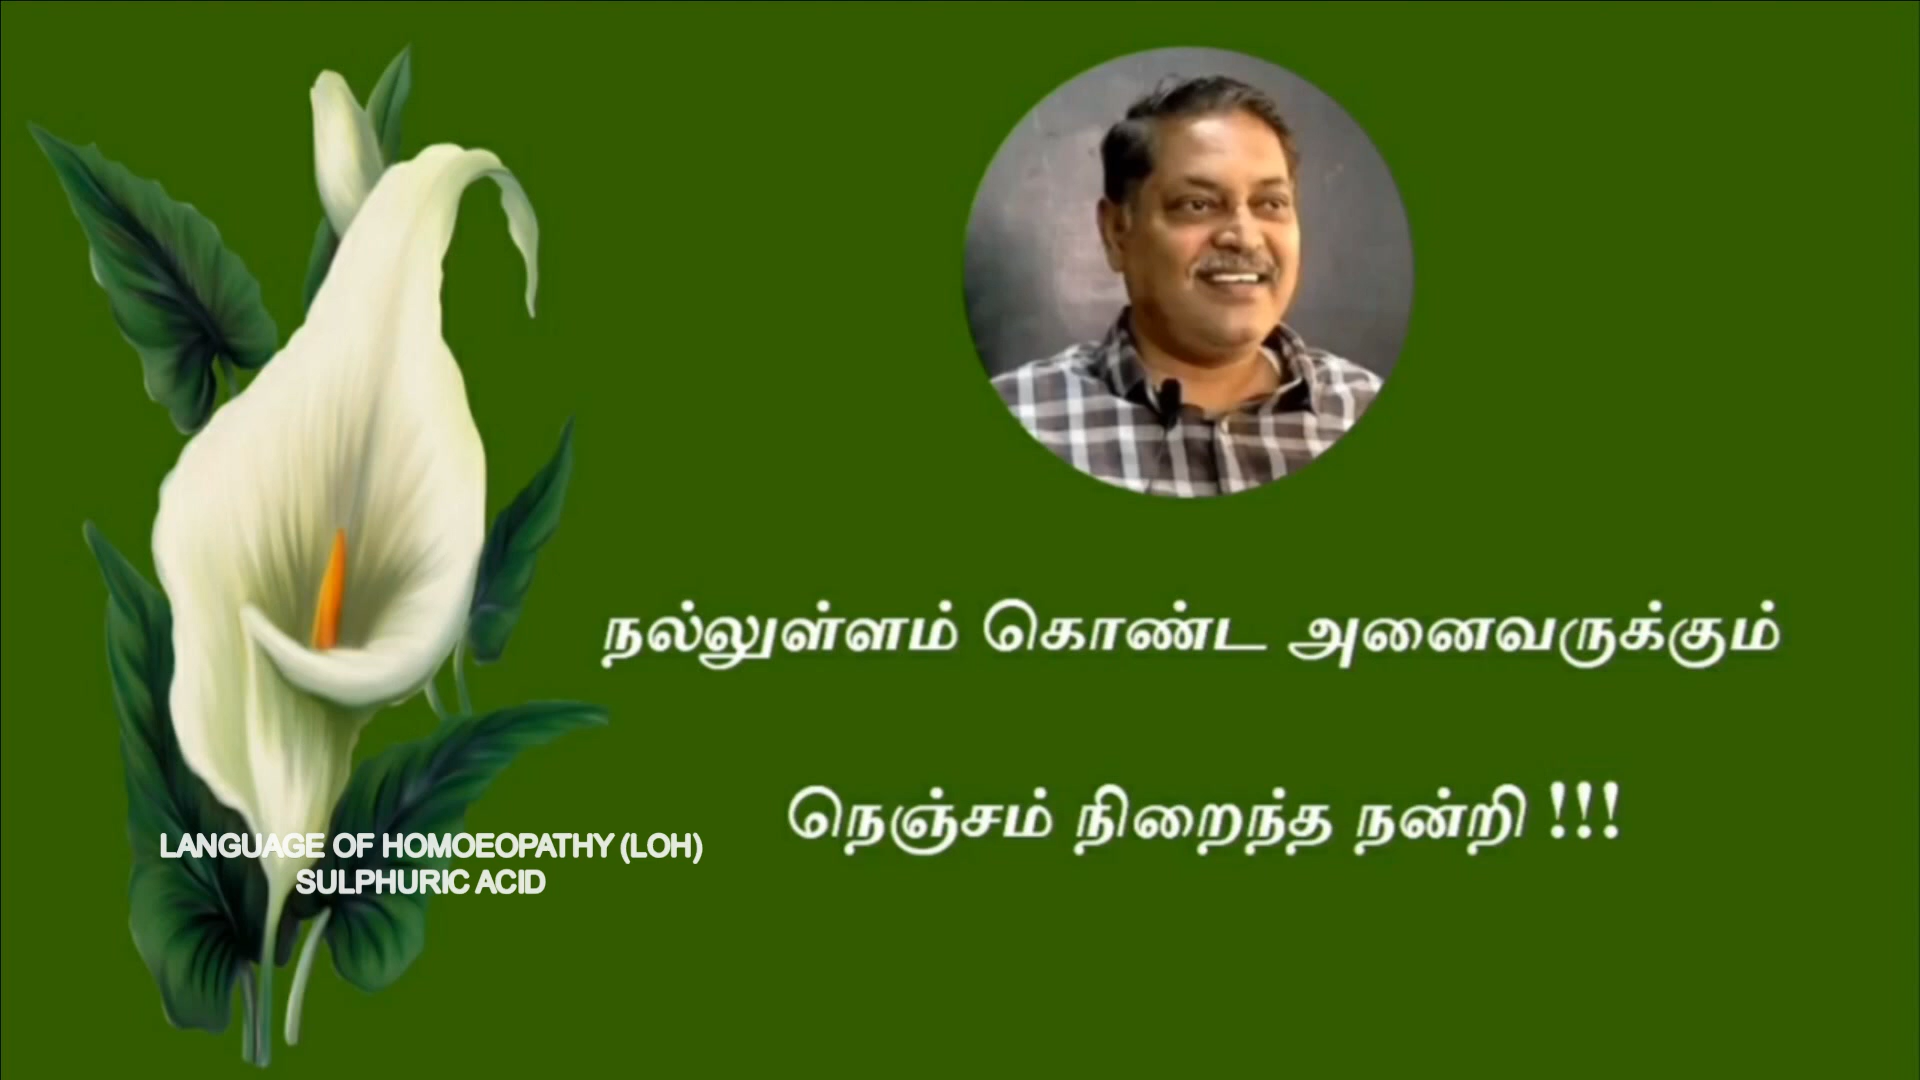 நல்லுள்ளம் கொண்ட அனைவருக்கும்
நெஞ்சம் நிறைந்த நன்றி !!!
LANGUAGE OF HOMOEOPATHY (LOH)
SULPHURIC ACID